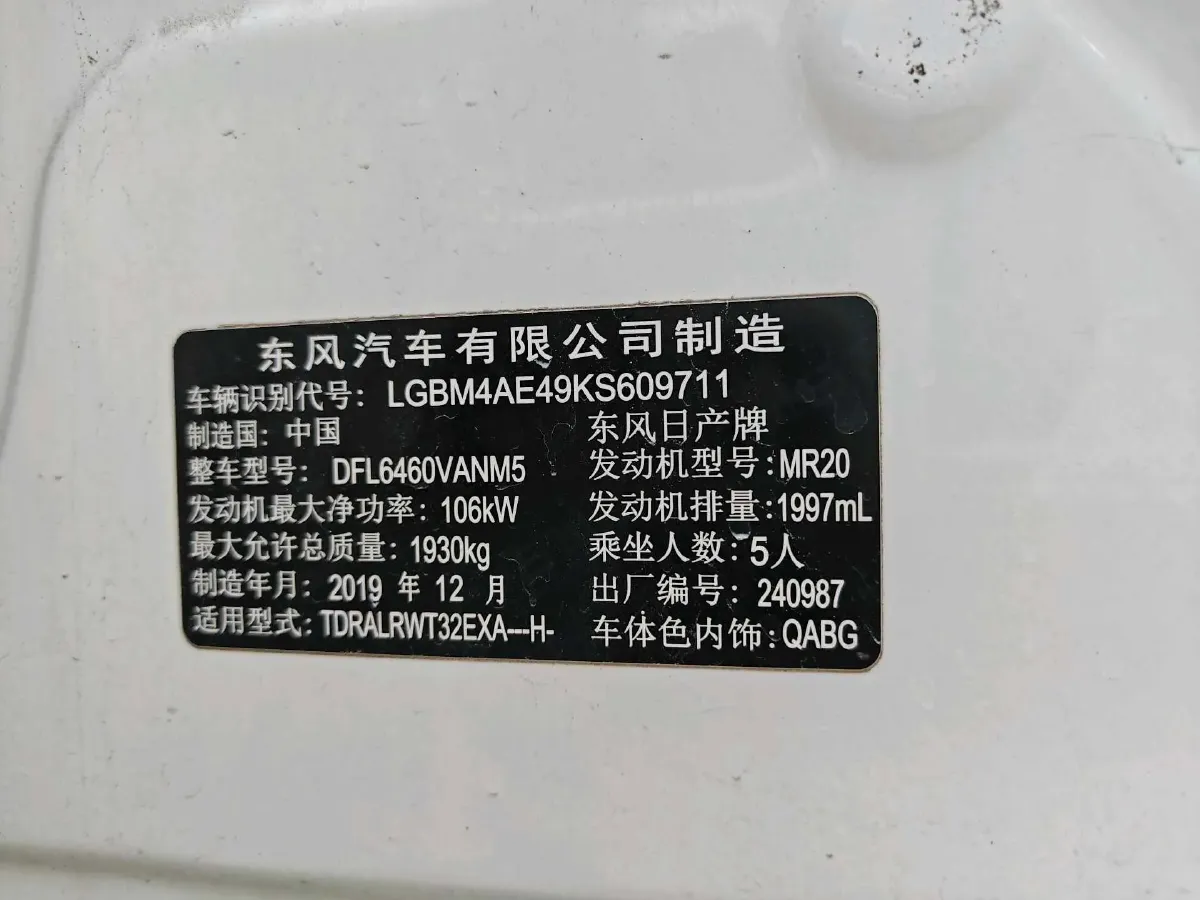 东风汽车有限公司制造
车辆识别代号: LGBM4AE49KS609711
制造国: 中国 东风日产牌
整车型号: DFL6460VANM5 发动机型号:MR20
发动机最大净功率: 106kW 发动机排量:1997mL
最大允许总质量: 1930kg 乘坐人数: 5人
制造年月: 2019 年 12 月 出厂编号: 240987
适用型式: TDRALRWT32EXA---H- 车体色内饰:QABG